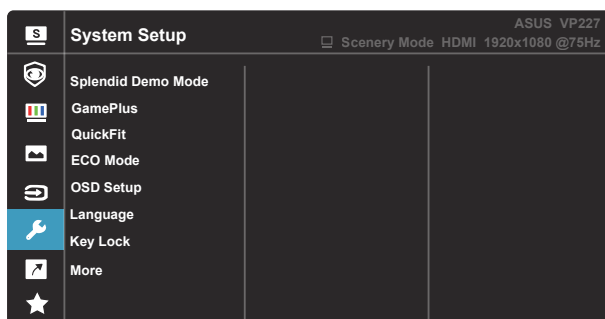 S
System Setup
ASUS VP227
Scenery Mode HDMI 1920x1080 @75Hz
Splendid Demo Mode
GamePlus
QuickFit
ECO Mode
OSD Setup
Language
Key Lock
More